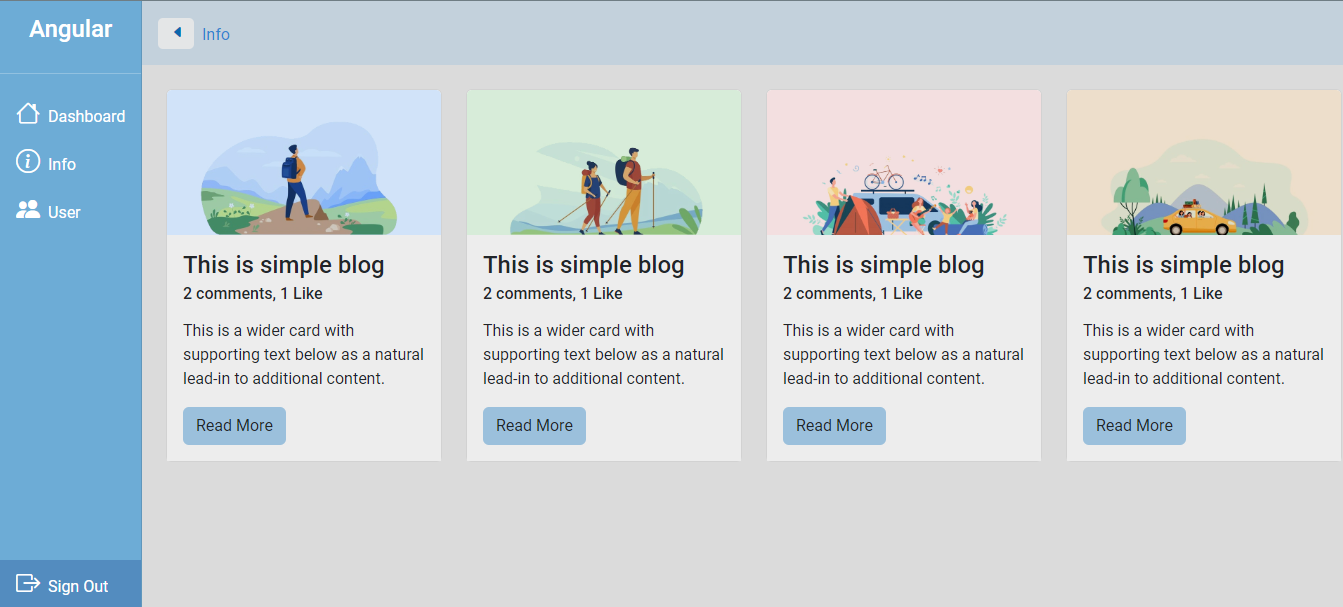 Angular
Info
Dashboard
Info
User
Sign Out
This is simple blog
2 comments, 1 Like
This is a wider card with
supporting text below as a natural
lead-in to additional content.
Read More
This is simple blog
2 comments, 1 Like
This is a wider card with
supporting text below as a natural
lead-in to additional content.
Read More
This is simple blog
2 comments, 1 Like
This is a wider card with
supporting text below as a natural
lead-in to additional content.
Read More
This is simple blog
2 comments, 1 Like
This is a wider card with
supporting text below as a natural
lead-in to additional content.
Read More